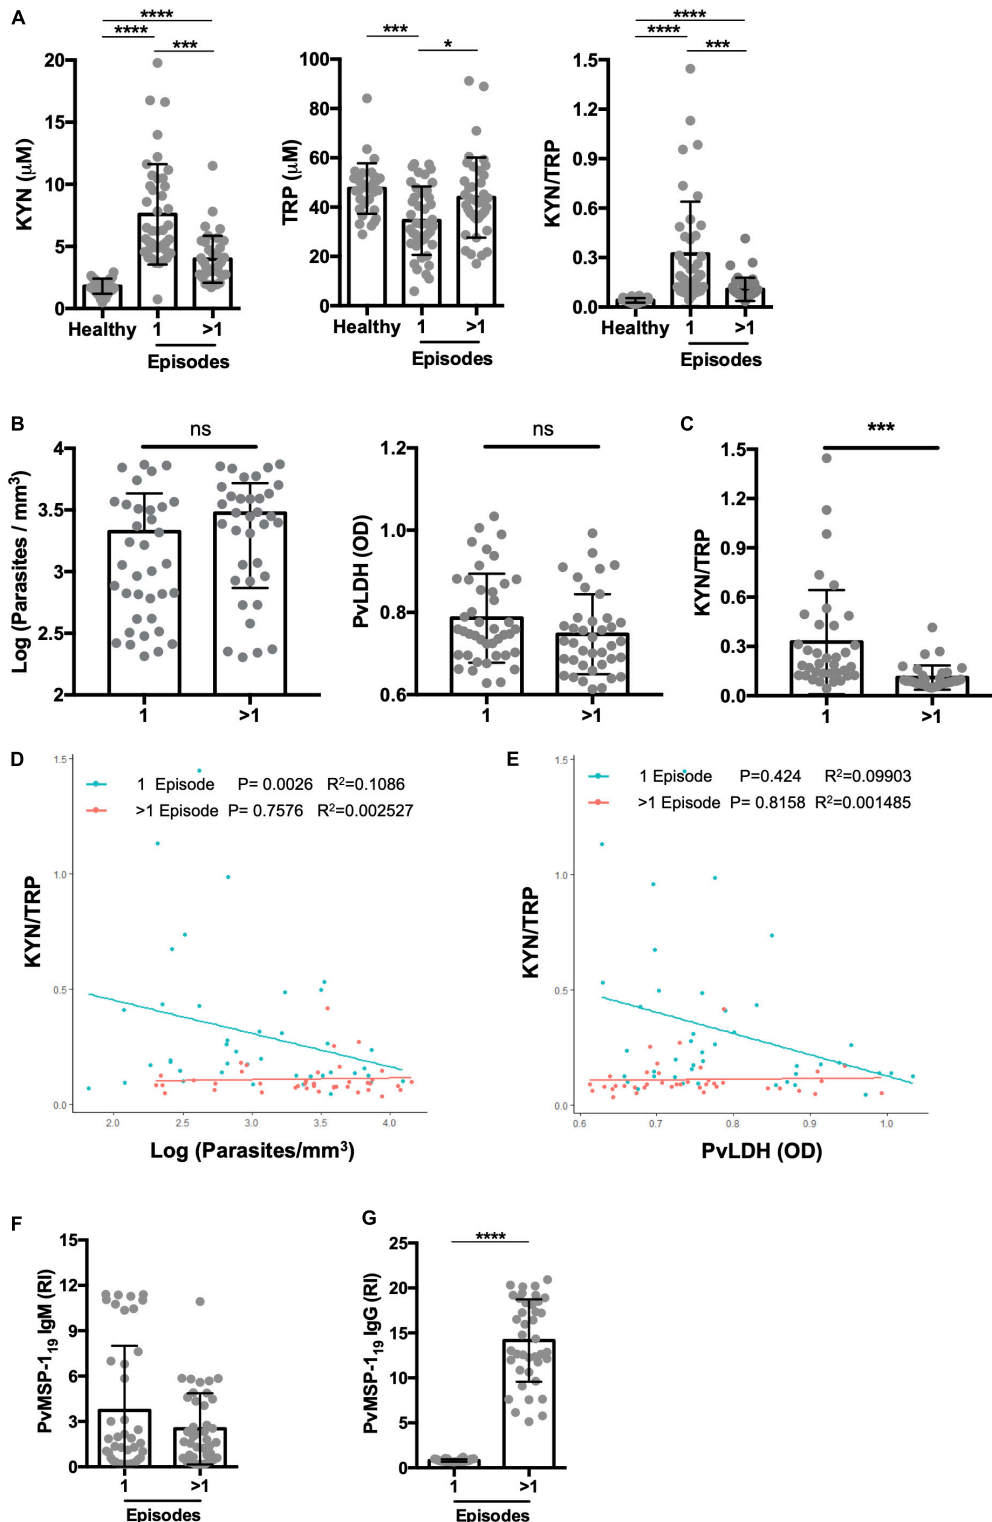 A
****
****
***
KYN (µM)
20
15
10
5
0
Healthy
1
>1
Episodes
***
*
TRP (µM)
100
80
60
40
20
0
Healthy
1
>1
Episodes
****
****
***
KYN/TRP
1.5
1.2
0.9
0.6
0.3
0.0
Healthy
1
>1
Episodes
B
ns
Log (Parasites / mm³)
4
3.5
3
2.5
2
1
>1
ns
PvLDH (OD)
1.2
1.0
0.8
0.6
1
>1
C
***
KYN/TRP
1.5
1.2
0.9
0.6
0.3
0.0
1
>1
D
1 Episode P= 0.0026 R²=0.1086
>1 Episode P= 0.7576 R²=0.002527
KYN/TRP
1.5
1.0
0.5
0.0
2.0
2.5
3.0
3.5
4.0
Log (Parasites/mm³)
E
1 Episode P=0.424 R²=0.09903
>1 Episode P= 0.8158 R²=0.001485
KYN/TRP
1.5
1.0
0.5
0.0
0.6
0.7
0.8
0.9
1.0
PvLDH (OD)
F
PvMSP-1₁₉ IgM (RI)
15
12
9
6
3
0
1
>1
Episodes
G
****
PvMSP-1₁₉ IgG (RI)
25
20
15
10
5
0
1
>1
Episodes